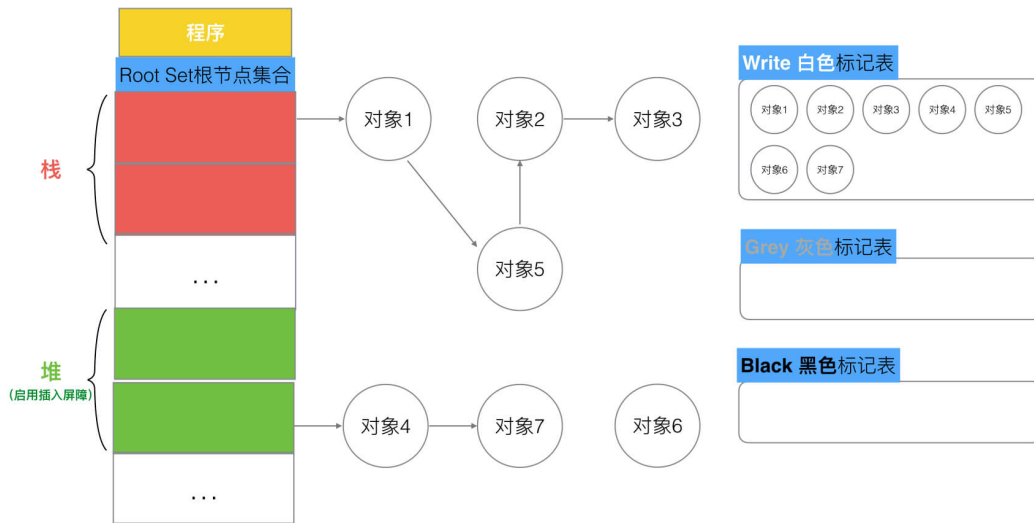 程序
Root Set根节点集合
栈
...
堆
(启用插入屏障)
...
对象1
对象2
对象3
对象5
对象4
对象7
对象6
Write 白色标记表
对象1
对象2
对象3
对象4
对象5
对象6
对象7
Grey 灰色标记表
Black 黑色标记表